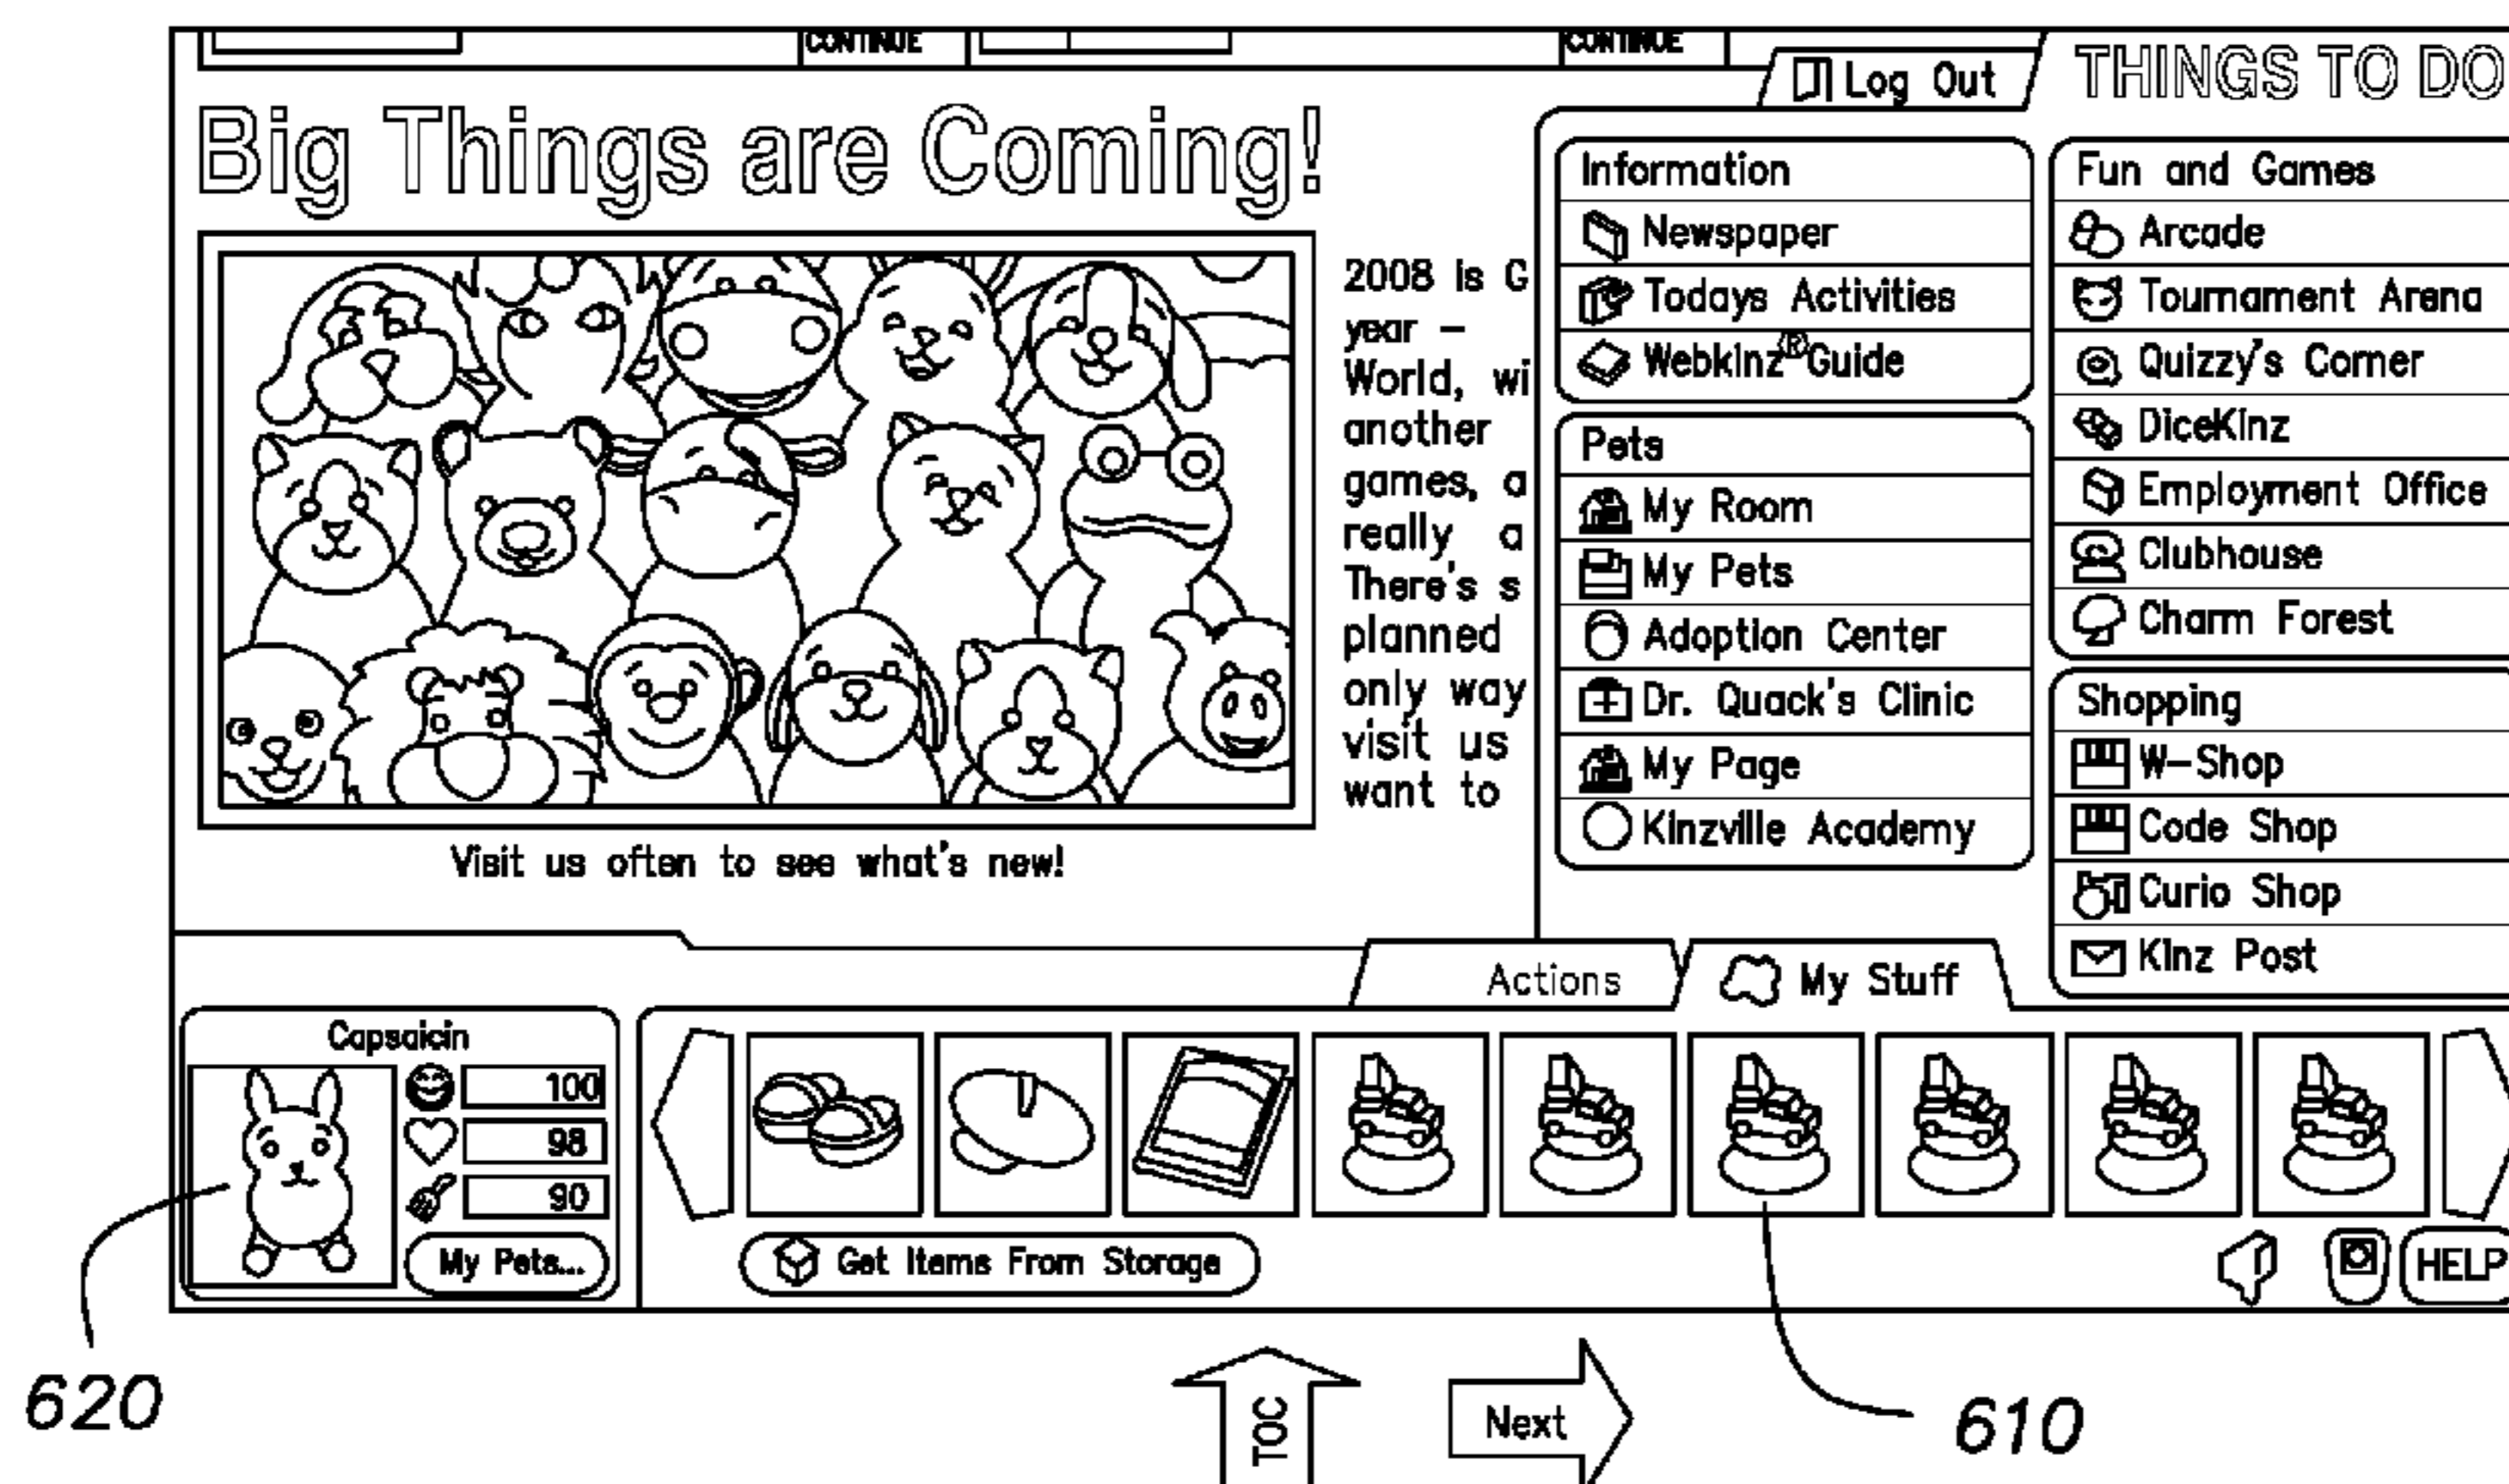 CONTINUE
CONTINUE
Log Out
THINGS TO DO
Big Things are Coming!
2008 is G
year –
World, wi
another
games, a
really a
There's s
planned
only way
visit us
want to
Visit us often to see what's new!
Information
Newspaper
Todays Activities
Webkinz® Guide
Pets
My Room
My Pets
Adoption Center
Dr. Quack's Clinic
My Page
Kinzville Academy
Fun and Games
Arcade
Tournament Arena
Quizzy's Corner
DiceKinz
Employment Office
Clubhouse
Charm Forest
Shopping
W-Shop
Code Shop
Curio Shop
Kinz Post
Actions
My Stuff
Capsaicin
100
98
90
My Pets...
Get Items From Storage
HELP
620
TOC
Next
610